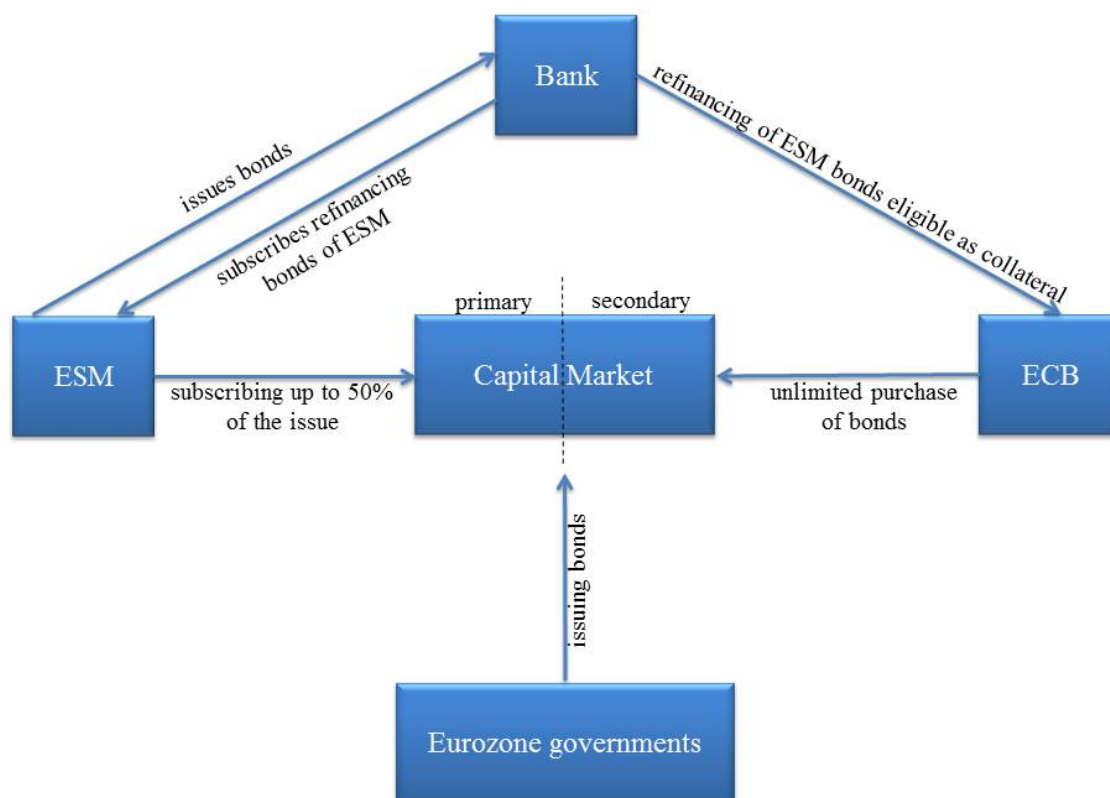 Bank
issues bonds
subscribes refinancing
bonds of ESM
refinancing of ESM bonds eligible as collateral
primary
secondary
ESM
Capital Market
ECB
subscribing up to 50%
of the issue
unlimited purchase
of bonds
issuing bonds
Eurozone governments